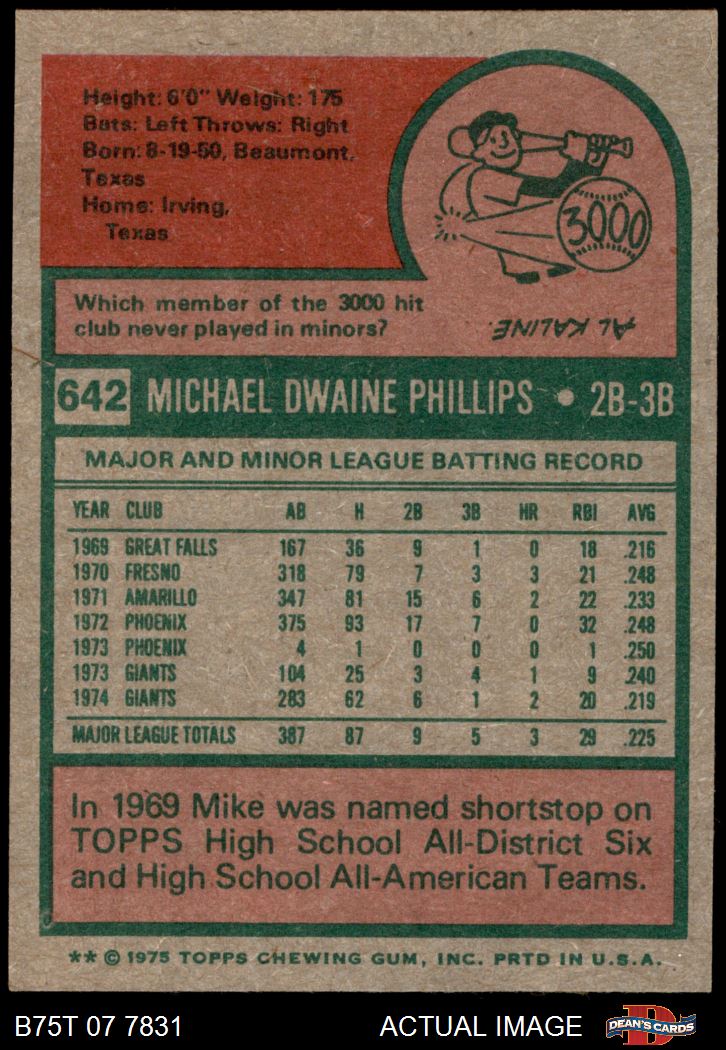 Height: 6'0" Weight: 175
Bats: Left Throws: Right
Born: 8-19-50, Beaumont,
Texas
Home: Irving,
Texas
3000
Which member of the 3000 hit
club never played in minors?
AL KALINE.
642 MICHAEL DWAINE PHILLIPS • 2B-3B
MAJOR AND MINOR LEAGUE BATTING RECORD
YEAR CLUB AB H 2B 3B HR RBI AVG
1969 GREAT FALLS 167 36 9 1 0 18 .216
1970 FRESNO 318 79 7 3 3 21 .248
1971 AMARILLO 347 81 15 6 2 22 .233
1972 PHOENIX 375 93 17 7 0 32 .248
1973 PHOENIX 4 1 0 0 0 1 .250
1973 GIANTS 104 25 3 4 1 9 .240
1974 GIANTS 283 62 6 1 2 20 .219
MAJOR LEAGUE TOTALS 387 87 9 5 3 29 .225
In 1969 Mike was named shortstop on
TOPPS High School All-District Six
and High School All-American Teams.
** © 1975 TOPPS CHEWING GUM, INC. PRTD IN U.S.A.
B75T 07 7831 ACTUAL IMAGE D DEAN'S CARDS